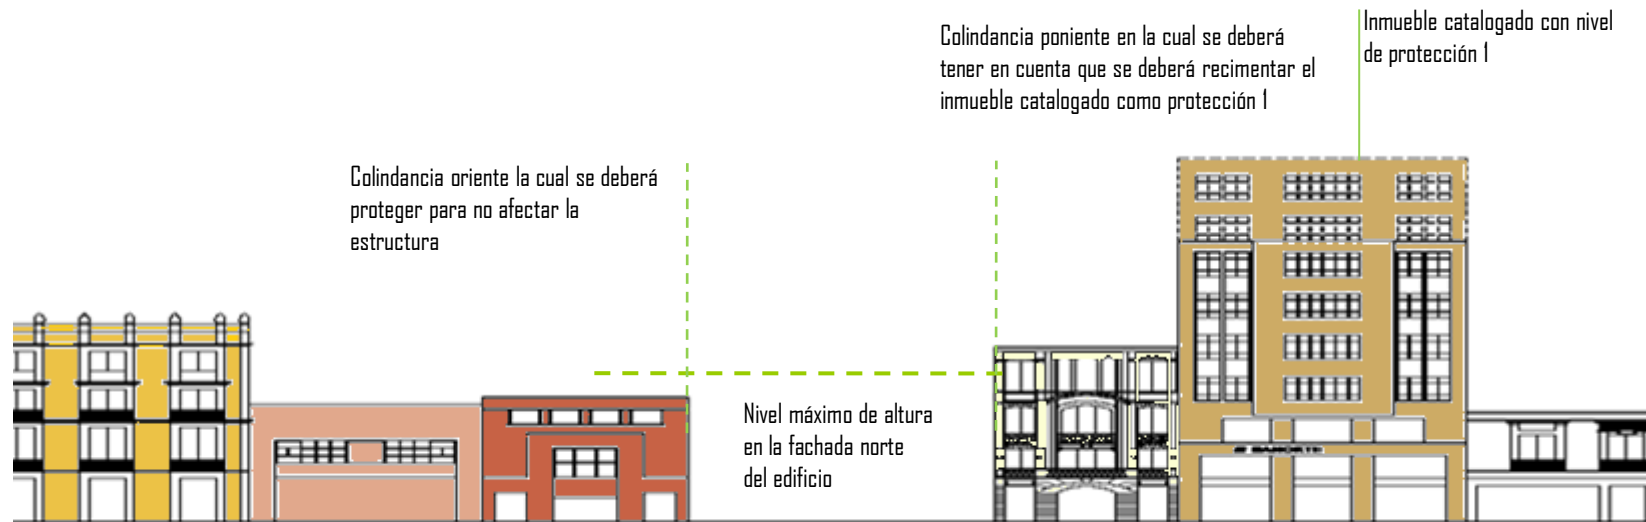 Inmueble catalogado con nivel
de protección 1
Colindancia poniente en la cual se deberá
tener en cuenta que se deberá recimentar el
inmueble catalogado como protección 1
Colindancia oriente la cual se deberá
proteger para no afectar la
estructura
Nivel máximo de altura
en la fachada norte
del edificio
BANORTE